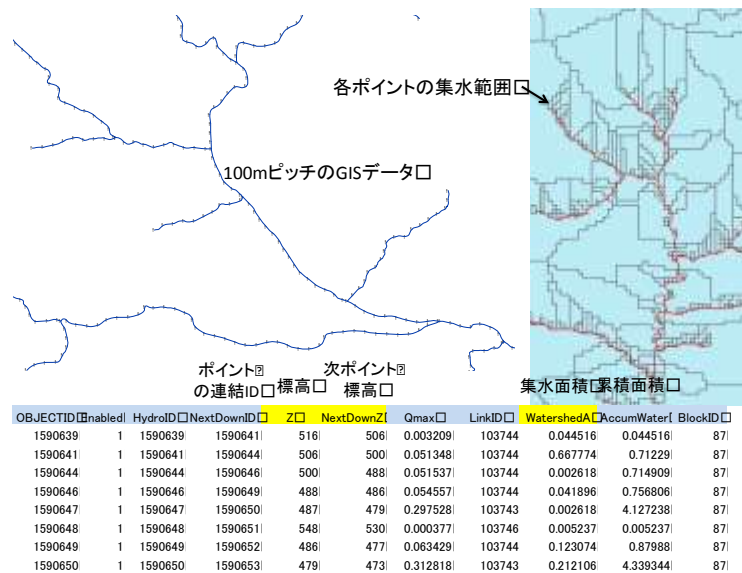 各ポイントの集水範囲
100mピッチのGISデータ
ポイント
の連結ID
標高
次ポイント
標高
集水面積
累積面積
OBJECTID Enabled HydroID NextDownID Z NextDownZ Qmax LinkID WatershedA AccumWater BlockID
1590639 1 1590639 1590641 516 506 0.003209 103744 0.044516 0.044516 87
1590641 1 1590641 1590644 506 500 0.051348 103744 0.667774 0.71229 87
1590644 1 1590644 1590646 500 488 0.051537 103744 0.002618 0.714909 87
1590646 1 1590646 1590649 488 486 0.054557 103744 0.041896 0.756806 87
1590647 1 1590647 1590650 487 479 0.297528 103743 0.002618 4.127238 87
1590648 1 1590648 1590651 548 530 0.000377 103746 0.005237 0.005237 87
1590649 1 1590649 1590652 486 477 0.063429 103744 0.123074 0.87988 87
1590650 1 1590650 1590653 479 473 0.312818 103743 0.212106 4.339344 87